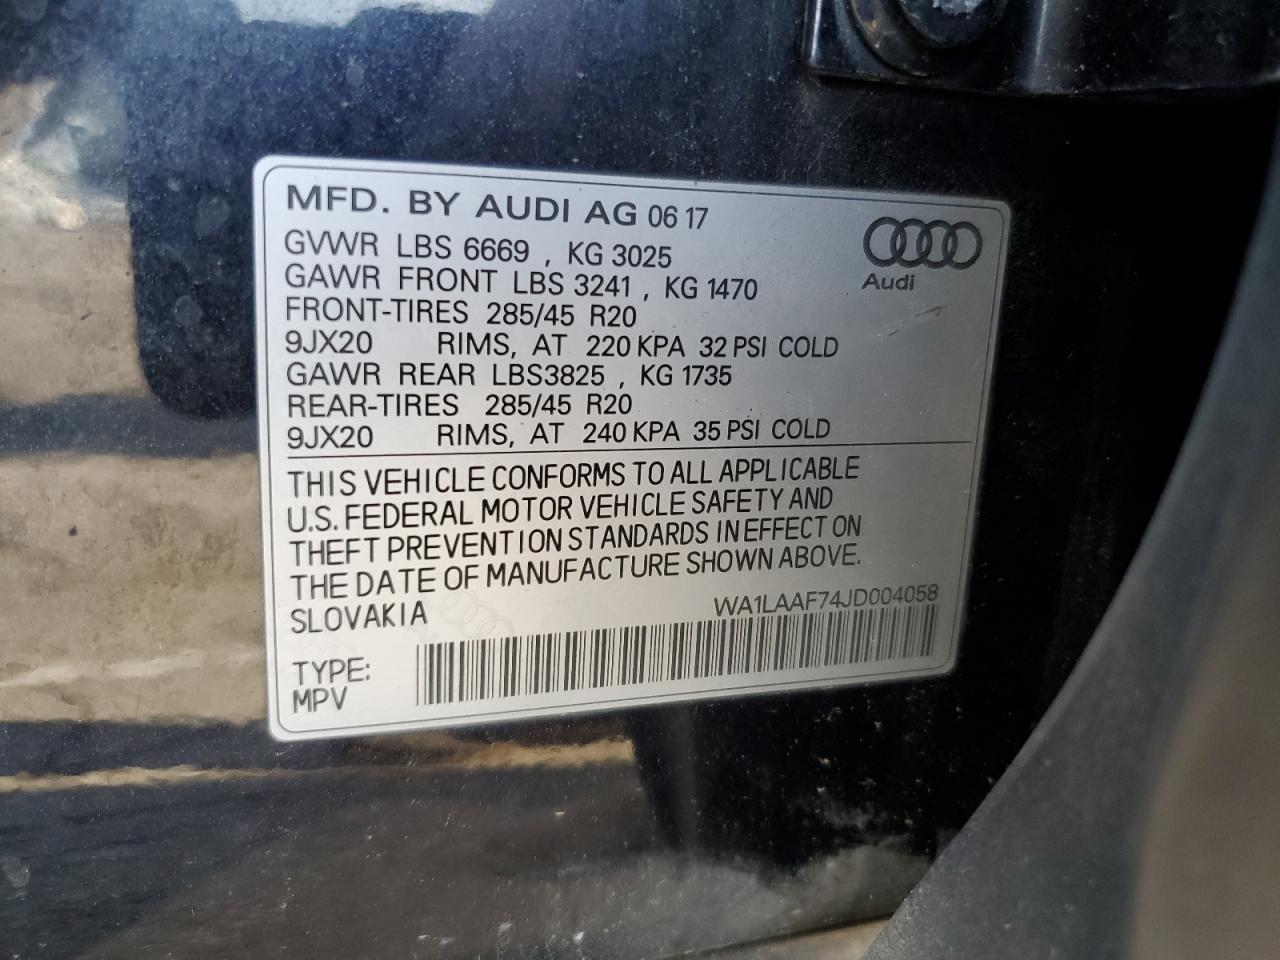 MFD. BY AUDI AG 06 17
Audi
GVWR LBS 6669 , KG 3025
GAWR FRONT LBS 3241 , KG 1470
FRONT-TIRES 285/45 R20
9JX20 RIMS, AT 220 KPA 32 PSI COLD
GAWR REAR LBS3825 , KG 1735
REAR-TIRES 285/45 R20
9JX20 RIMS, AT 240 KPA 35 PSI COLD
THIS VEHICLE CONFORMS TO ALL APPLICABLE
U.S. FEDERAL MOTOR VEHICLE SAFETY AND
THEFT PREVENTION STANDARDS IN EFFECT ON
THE DATE OF MANUFACTURE SHOWN ABOVE.
SLOVAKIA
WA1LAAF74JD004058
TYPE:
MPV